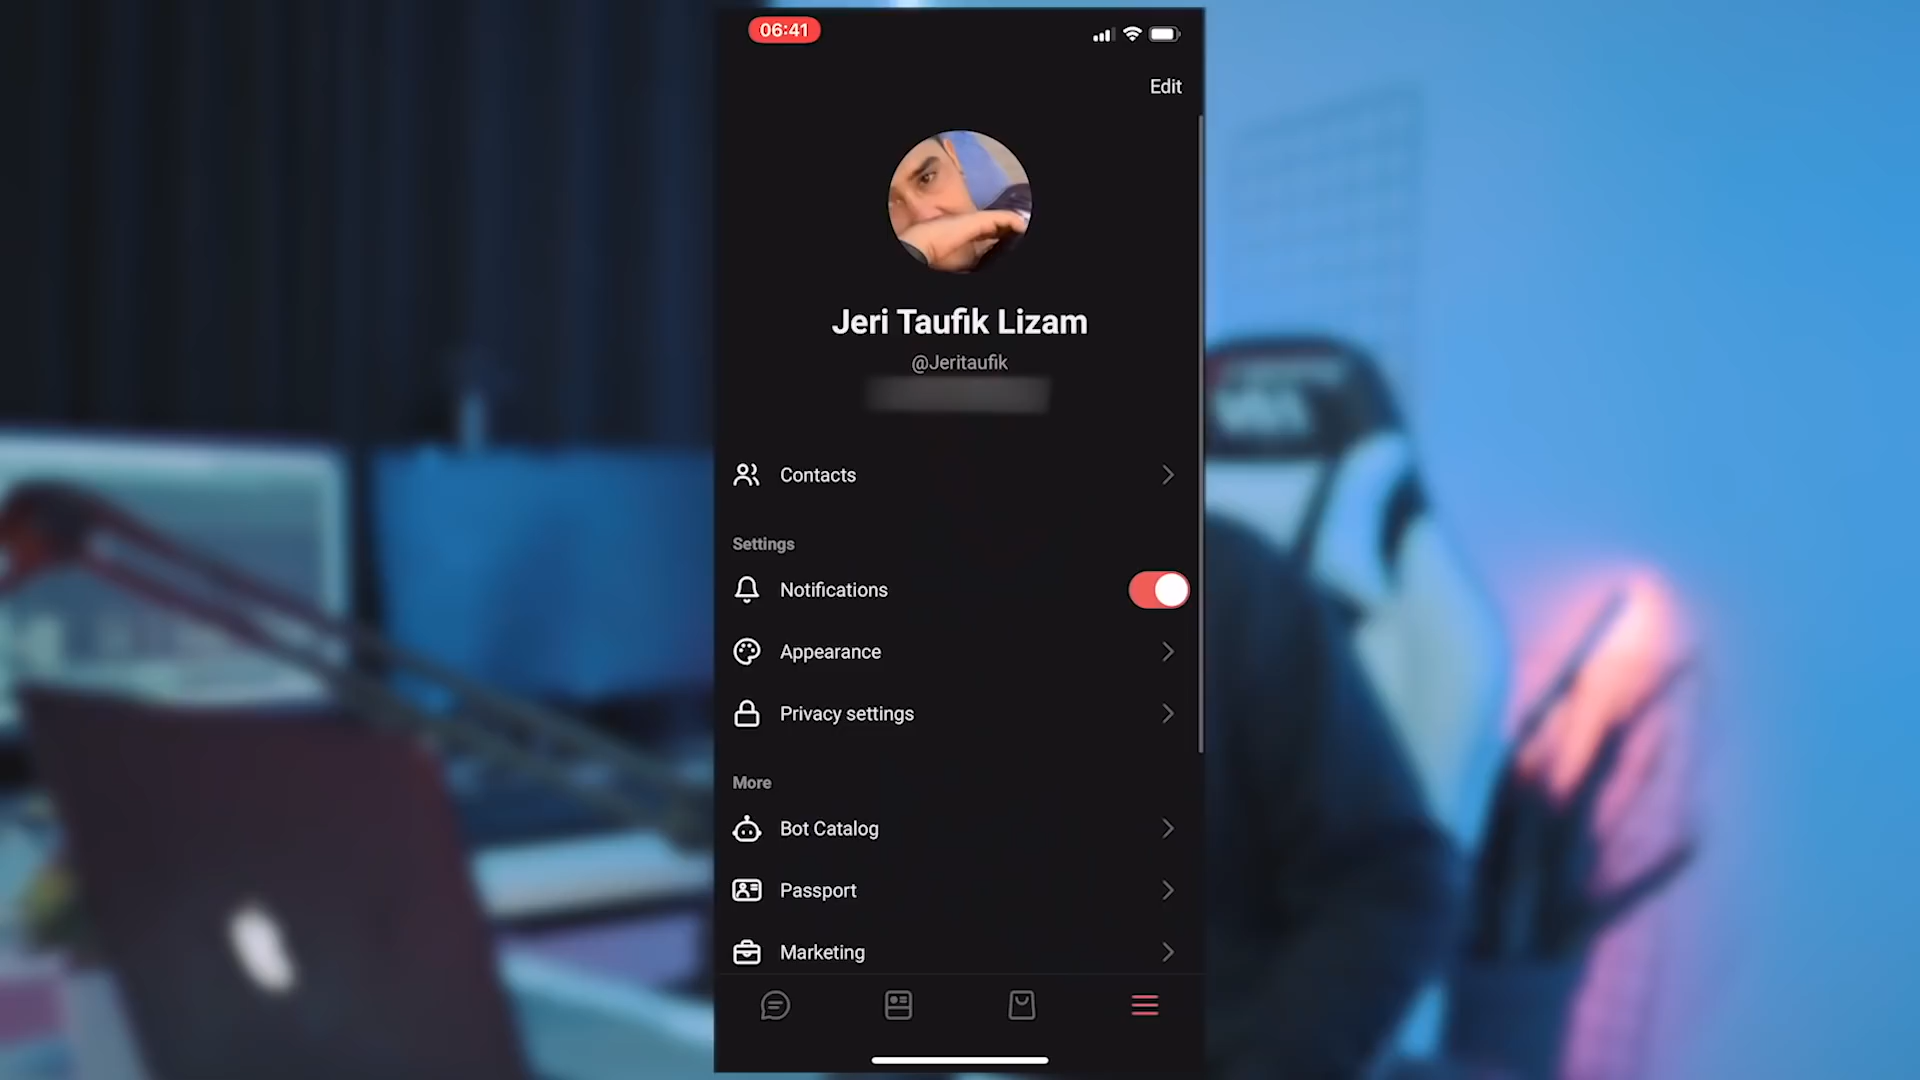 06:41
Edit
Jeri Taufik Lizam
@Jeritaufik
Contacts
Settings
Notifications
Appearance
Privacy settings
More
Bot Catalog
Passport
Marketing